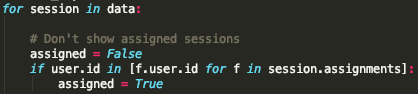 for session in data:
# Don't show assigned sessions
assigned = False
if user.id in [f.user.id for f in session.assignments]:
assigned = True